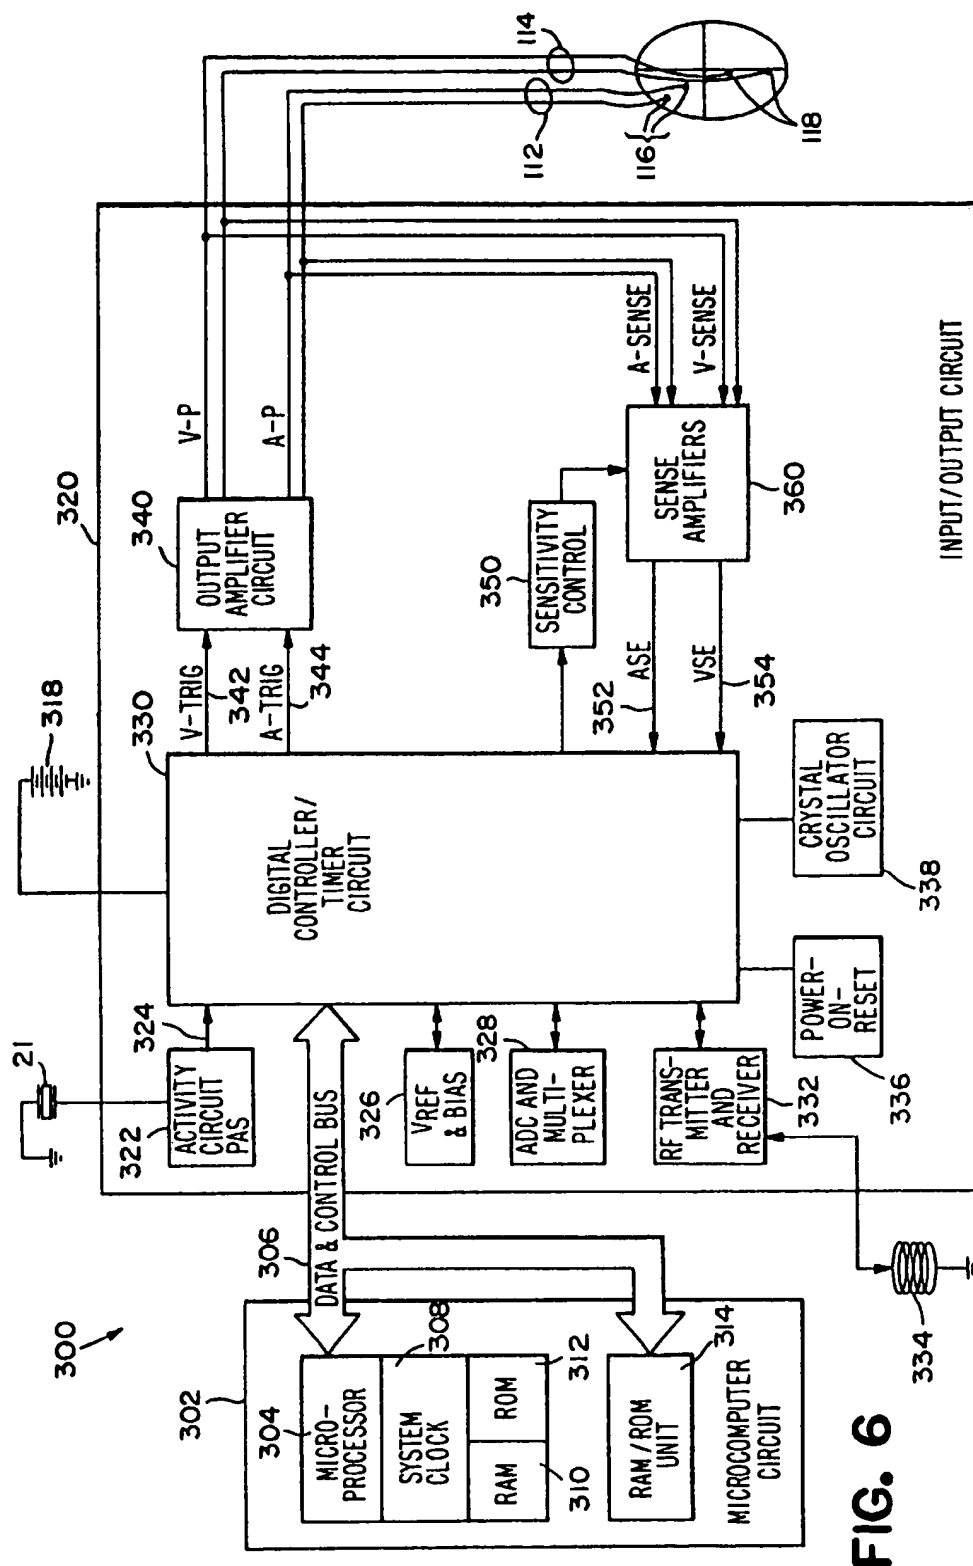 300
302
304
MICRO-
PROCESSOR
SYSTEM
CLOCK
308
RAM
ROM
310
312
RAM/ROM
UNIT
314
MICROCOMPUTER
CIRCUIT
306
DATA & CONTROL BUS
21
322
ACTIVITY
CIRCUIT
PAS
324
326
VREF
& BIAS
328
ADC AND
MULTI-
PLEXER
RF TRANS-
MITTER
AND
RECEIVER
332
334
POWER-
ON-
RESET
336
CRYSTAL
OSCILLATOR
CIRCUIT
338
318
320
330
DIGITAL
CONTROLLER/
TIMER
CIRCUIT
V-TRIG
342
A-TRIG
344
340
OUTPUT
AMPLIFIER
CIRCUIT
V-P
A-P
350
SENSITIVITY
CONTROL
352
ASE
VSE
354
SENSE
AMPLIFIERS
360
A-SENSE
V-SENSE
INPUT/OUTPUT CIRCUIT
114
112
116
118
FIG. 6